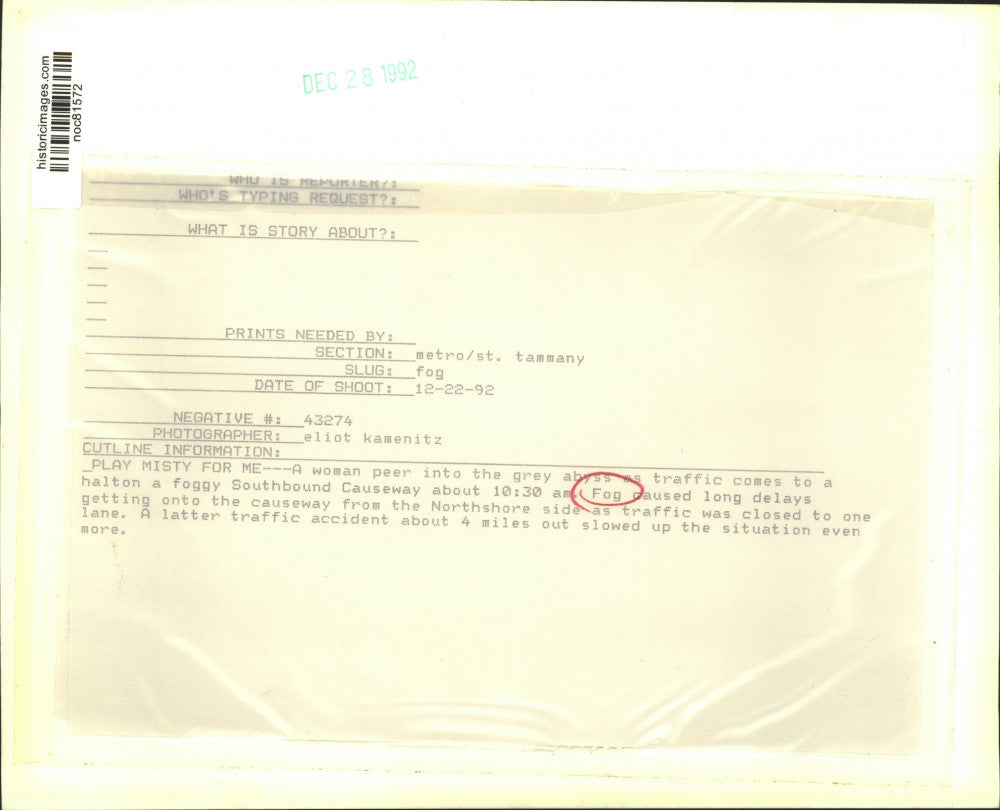 historicimages.com
noc81572
DEC 28 1992
WHO IS REPORTER?:
WHO'S TYPING REQUEST?:
WHAT IS STORY ABOUT?:
PRINTS NEEDED BY:
SECTION: metro/st. tammany
SLUG: fog
DATE OF SHOOT: 12-22-92
NEGATIVE #: 43274
PHOTOGRAPHER: eliot kamenitz
CUTLINE INFORMATION:
PLAY MISTY FOR ME---A woman peer into the grey abyss as traffic comes to a
halton a foggy Southbound Causeway about 10:30 am. Fog caused long delays
getting onto the causeway from the Northshore side as traffic was closed to one
lane. A latter traffic accident about 4 miles out slowed up the situation even
more.